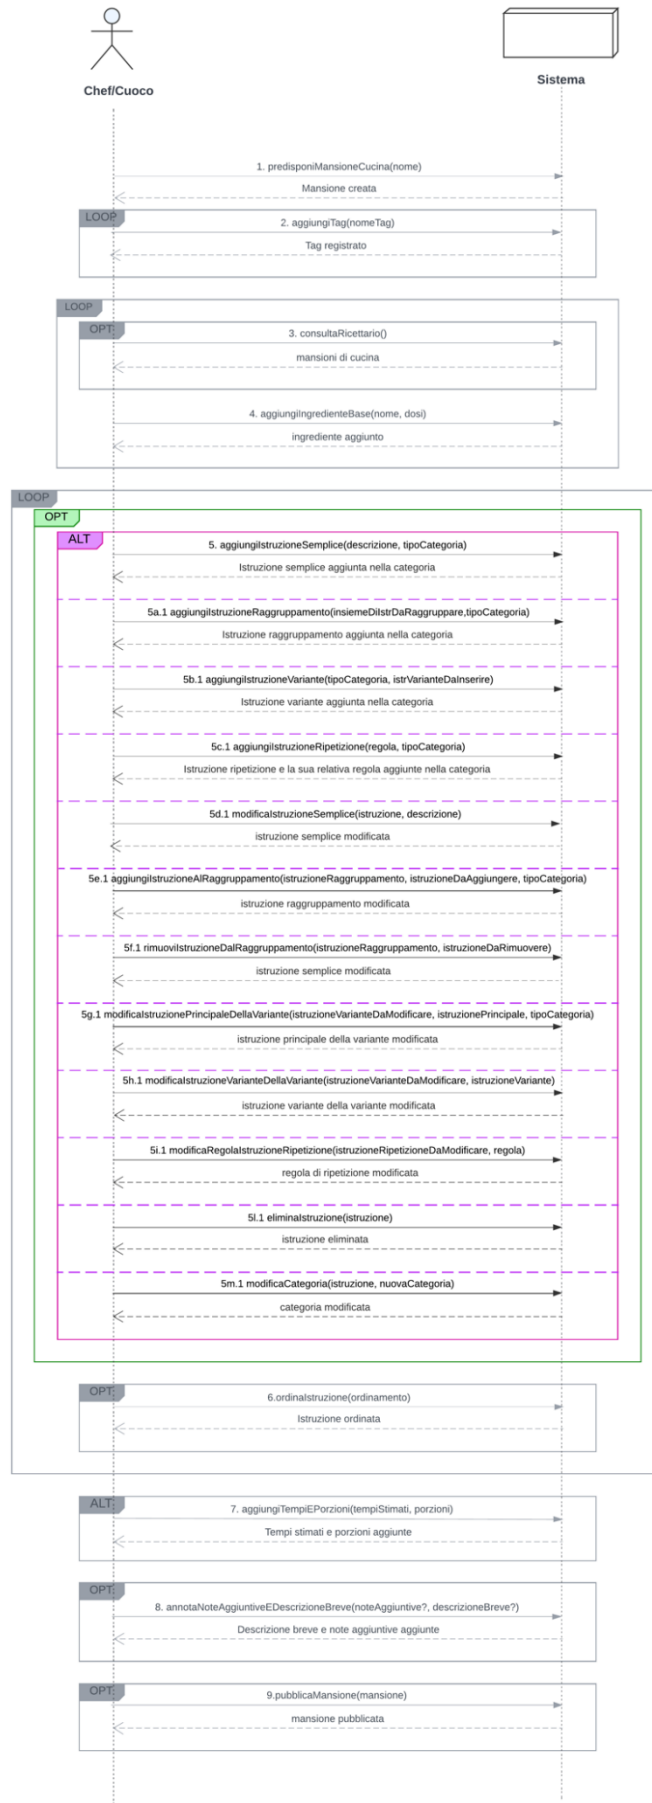 Chef/Cuoco
Sistema
1. predisponiMansioneCucina(nome)
Mansione creata
LOOP
2. aggiungiTag(nomeTag)
Tag registrato
LOOP
OPT
3. consultaRicettario()
mansioni di cucina
4. aggiungiIngredienteBase(nome, dosi)
ingrediente aggiunto
LOOP
OPT
ALT
5. aggiungiIstruzioneSemplice(descrizione, tipoCategoria)
Istruzione semplice aggiunta nella categoria
5a.1 aggiungiIstruzioneRaggruppamento(insiemeDiIstrDaRaggruppare,tipoCategoria)
Istruzione raggruppamento aggiunta nella categoria
5b.1 aggiungiIstruzioneVariante(tipoCategoria, istrVarianteDaInserire)
Istruzione variante aggiunta nella categoria
5c.1 aggiungiIstruzioneRipetizione(regola, tipoCategoria)
Istruzione ripetizione e la sua relativa regola aggiunte nella categoria
5d.1 modificaIstruzioneSemplice(istruzione, descrizione)
istruzione semplice modificata
5e.1 aggiungiIstruzioneAlRaggruppamento(istruzioneRaggruppamento, istruzioneDaAggiungere, tipoCategoria)
istruzione raggruppamento modificata
5f.1 rimuoviIstruzioneDalRaggruppamento(istruzioneRaggruppamento, istruzioneDaRimuovere)
istruzione semplice modificata
5g.1 modificaIstruzionePrincipaleDellaVariante(istruzioneVarianteDaModificare, istruzionePrincipale, tipoCategoria)
istruzione principale della variante modificata
5h.1 modificaIstruzioneVarianteDellaVariante(istruzioneVarianteDaModificare, istruzioneVariante)
istruzione variante della variante modificata
5i.1 modificaRegolaIstruzioneRipetizione(istruzioneRipetizioneDaModificare, regola)
regola di ripetizione modificata
5l.1 eliminaIstruzione(istruzione)
istruzione eliminata
5m.1 modificaCategoria(istruzione, nuovaCategoria)
categoria modificata
OPT
6.ordinaIstruzione(ordinamento)
Istruzione ordinata
ALT
7. aggiungiTempiEPorzioni(tempiStimati, porzioni)
Tempi stimati e porzioni aggiunte
OPT
8. annotaNoteAggiuntiveEDescrizioneBreve(noteAggiuntive?, descrizioneBreve?)
Descrizione breve e note aggiuntive aggiunte
OPT
9.pubblicaMansione(mansione)
mansione pubblicata